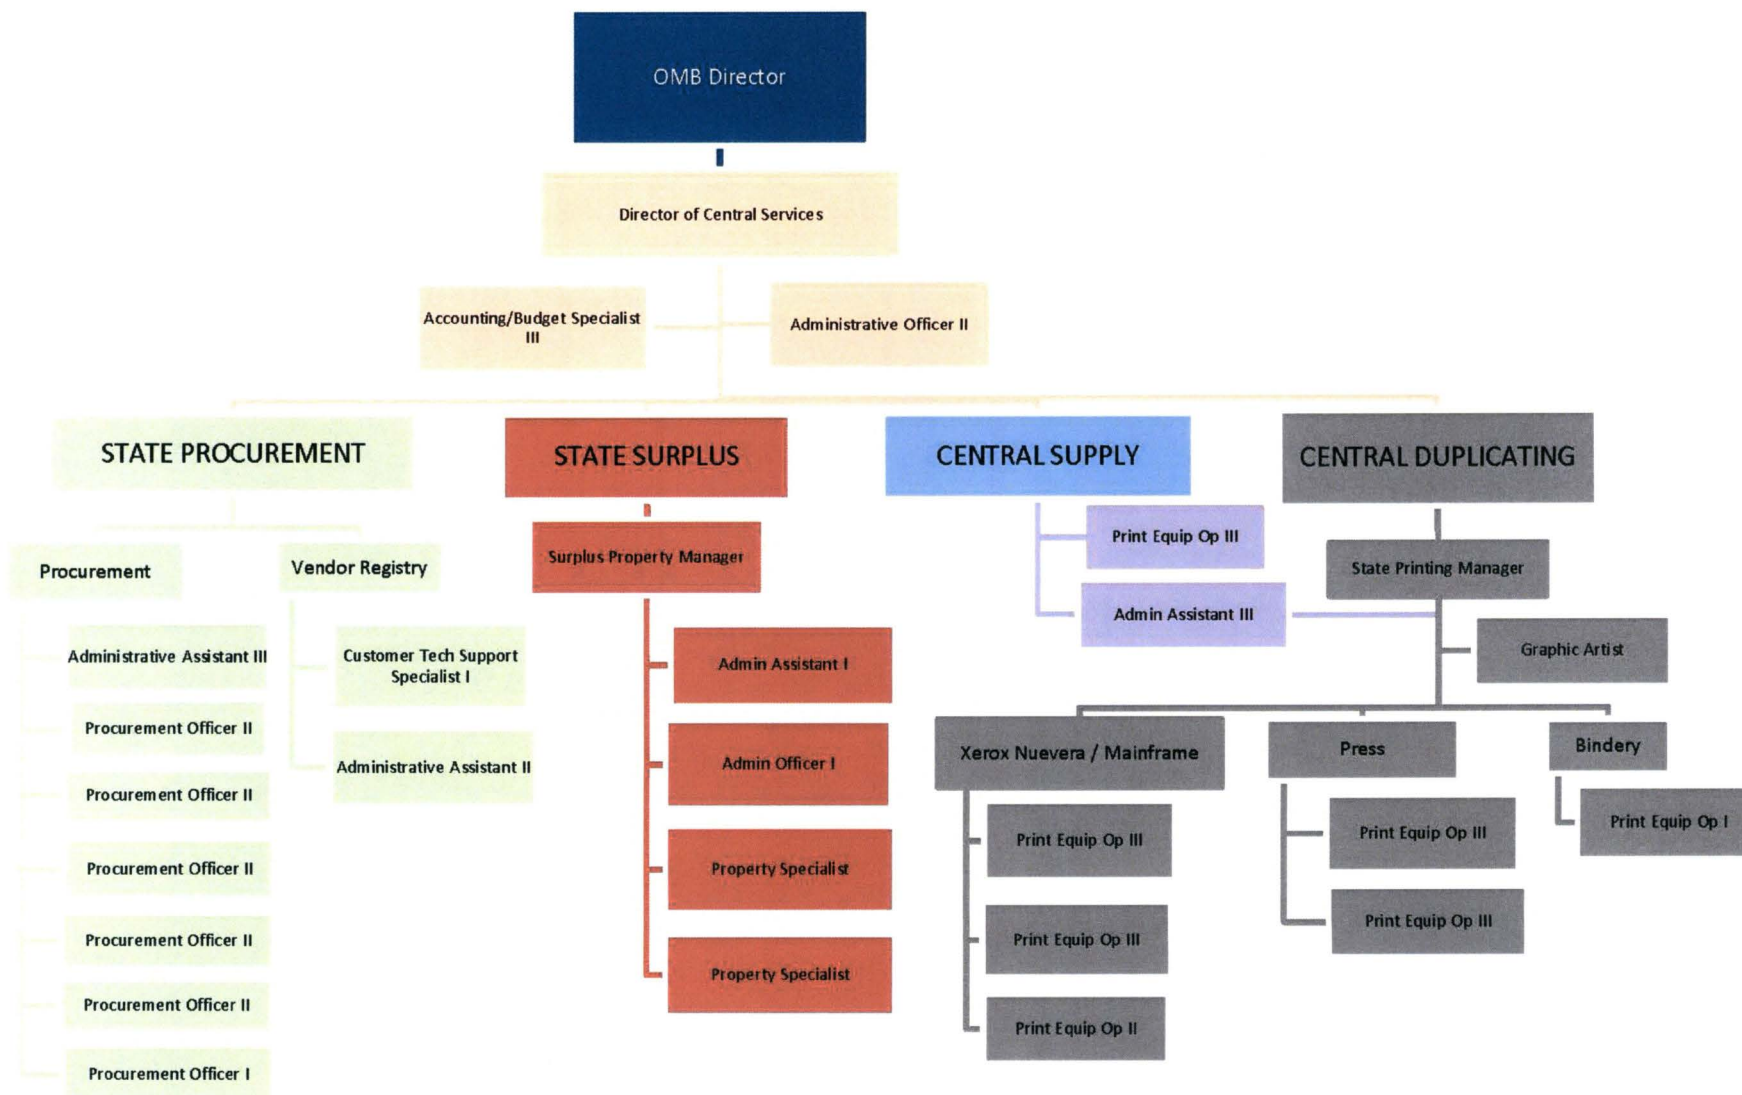 OMB Director
Director of Central Services
Accounting/Budget Specialist
III
Administrative Officer II
STATE PROCUREMENT
STATE SURPLUS
CENTRAL SUPPLY
CENTRAL DUPLICATING
Procurement
Vendor Registry
Administrative Assistant III
Procurement Officer II
Procurement Officer II
Procurement Officer II
Procurement Officer II
Procurement Officer II
Procurement Officer I
Customer Tech Support
Specialist I
Administrative Assistant II
Surplus Property Manager
Admin Assistant I
Admin Officer I
Property Specialist
Property Specialist
Print Equip Op III
Admin Assistant III
State Printing Manager
Graphic Artist
Xerox Nuevera / Mainframe
Print Equip Op III
Print Equip Op III
Print Equip Op II
Press
Print Equip Op III
Print Equip Op III
Bindery
Print Equip Op I